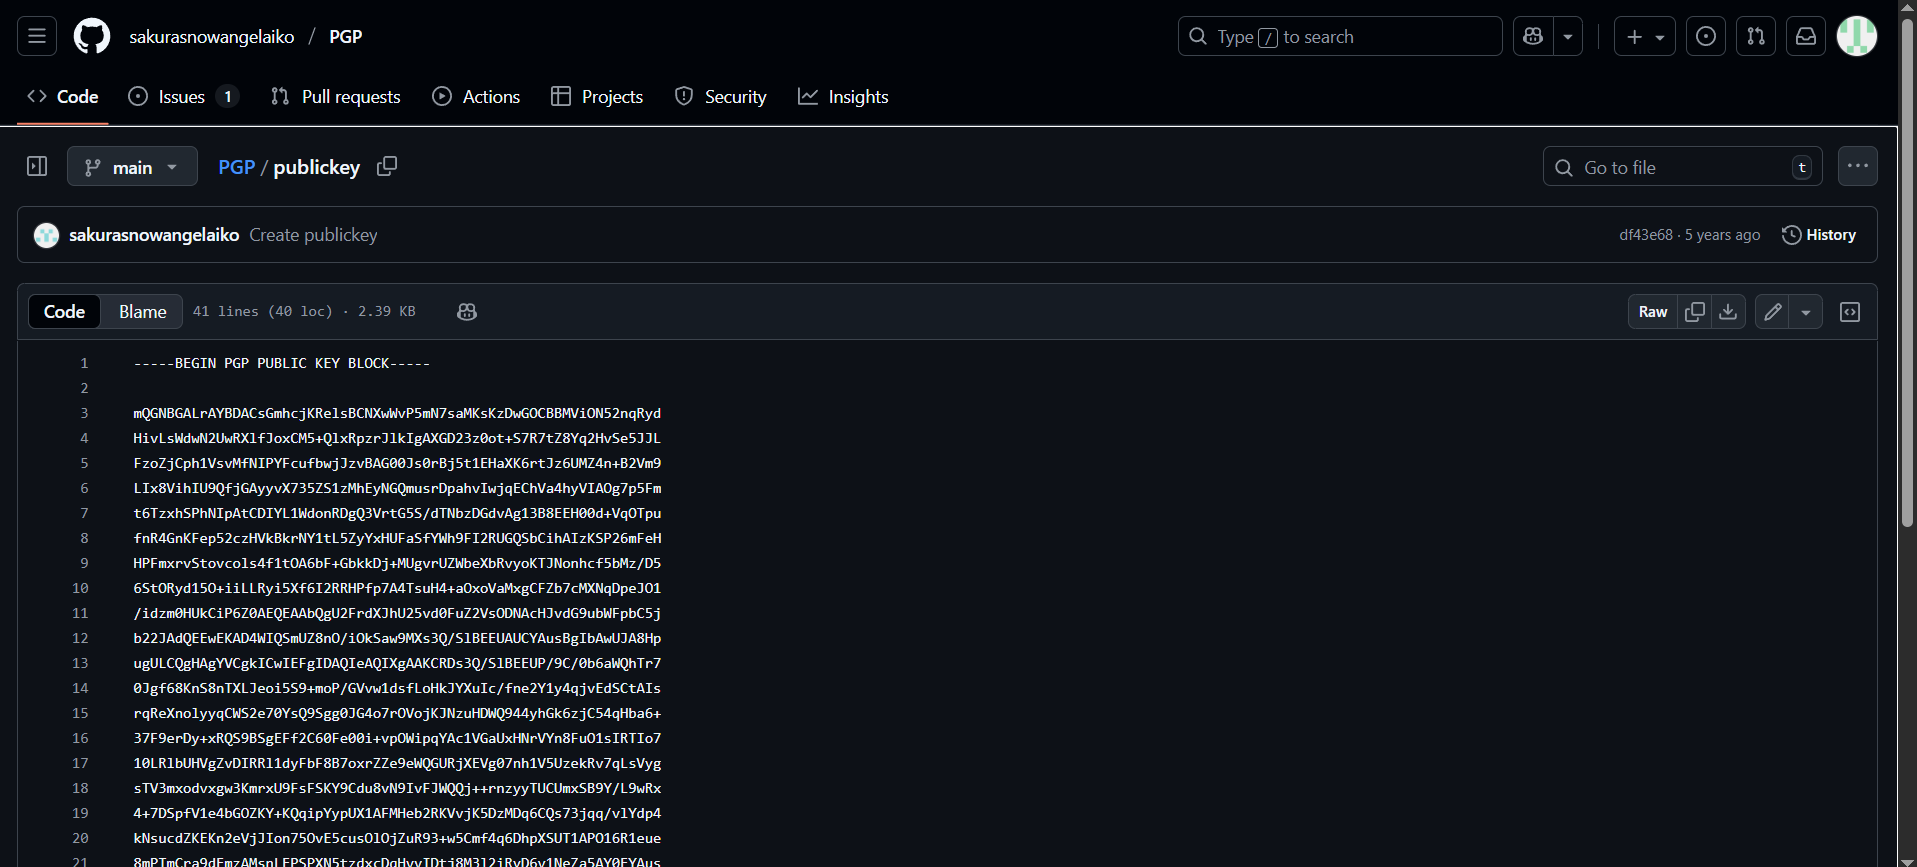 sakurasnowangelaiko / PGP
Type / to search
Code
Issues 1
Pull requests
Actions
Projects
Security
Insights
main
PGP / publickey
Go to file
t
sakurasnowangelaiko Create publickey
df43e68 · 5 years ago
History
Code
Blame
41 lines (40 loc) · 2.39 KB
Raw
1 -----BEGIN PGP PUBLIC KEY BLOCK-----
2
3 mQGNBGALrAYBDACsGmhcjKRelsBCNXwWvP5mN7saMKsKzDwGOCBBMViON52nqRyd
4 HivLsWdwN2UwRXlfJoxCM5+QlxRpzrJlkIgAXGD23z0ot+S7R7tZ8Yq2HvSe5JJL
5 FzoZjCph1VsvMfNIPYFcufbwjJzvBAG00Js0rBj5t1EHaXK6rtJz6UMZ4n+B2Vm9
6 LIx8VihIU9QfjGAyyvX735ZS1zMhEyNGQmusrDpahvIwjqEChVa4hyVIAOg7p5Fm
7 t6TzxhSPhNIpAtCDIYL1WdonRDgQ3VrtG5S/dTNbzDGdvAg13B8EEH00d+VqOTpu
8 fnR4GnKFep52czHVkBkrNY1tL5ZyYxHUFaSfYWh9FI2RUGQSbCihAIzKSP26mFeH
9 HPFmxrvStovcols4f1tOA6bF+GbkkDj+MUgvrUZWbeXbRvyoKTJNonhcf5bMz/D5
10 6StORyd15O+iiLLRyi5Xf6I2RRHPfp7A4TsuH4+aOxoVaMxgCFZb7cMXNqDpeJO1
11 /idzm0HUkCiP6Z0AEQEAAbQgU2FrdXJhU25vd0FuZ2VsODNAcHJvdG9ubWFpbC5j
12 b22JAdQEEwEKAD4WIQSmUZ8nO/iOkSaw9MXs3Q/SlBEEUAUCYAusBgIbAwUJA8Hp
13 ugULCQgHAgYVCgkICwIEFgIDAQIeAQIXgAAKCRDs3Q/SlBEEUP/9C/0b6aWQhTr7
14 0Jgf68KnS8nTXLJeoi5S9+moP/GVvw1dsfLoHkJYXuIc/fne2Y1y4qjvEdSCtAIs
15 rqReXnolyyqCWS2e70YsQ9Sgg0JG4o7rOVojKJNzuHDWQ944yhGk6zjC54qHba6+
16 37F9erDy+xRQS9BSgEFf2C60Fe00i+vpOWipqYAc1VGaUxHNrVYn8FuO1sIRTIo7
17 10LRlbUHVgZvDIRRl1dyFbF8B7oxrZZe9eWQGURjXEVg07nh1V5UzekRv7qLsVyg
18 sTV3mxodvxgw3KmrxU9FsFSKY9Cdu8vN9IvFJWQQj++rnzyyTUCUmxSB9Y/L9wRx
19 4+7DSpfV1e4bGOZKY+KQqipYypUX1AFMHeb2RKVvjK5DzMDq6CQs73jqq/vlYdp4
20 kNsucdZKEKn2eVjJIon75OvE5cusOlOjZuR93+w5Cmf4q6DhpXSUT1APO16R1eue
21